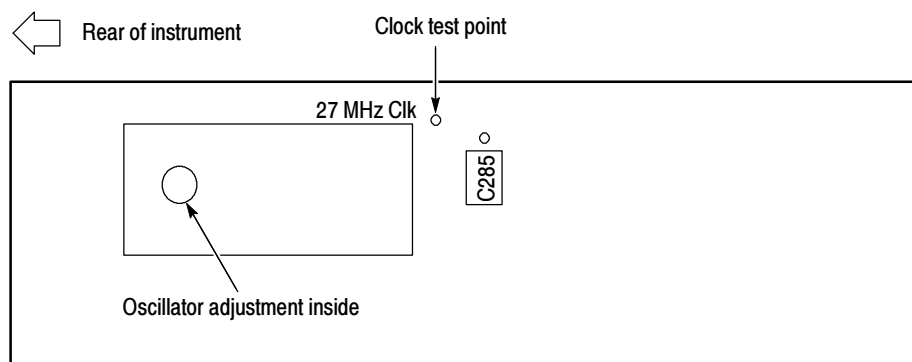 Rear of instrument
Clock test point
27 MHz Clk
C285
Oscillator adjustment inside